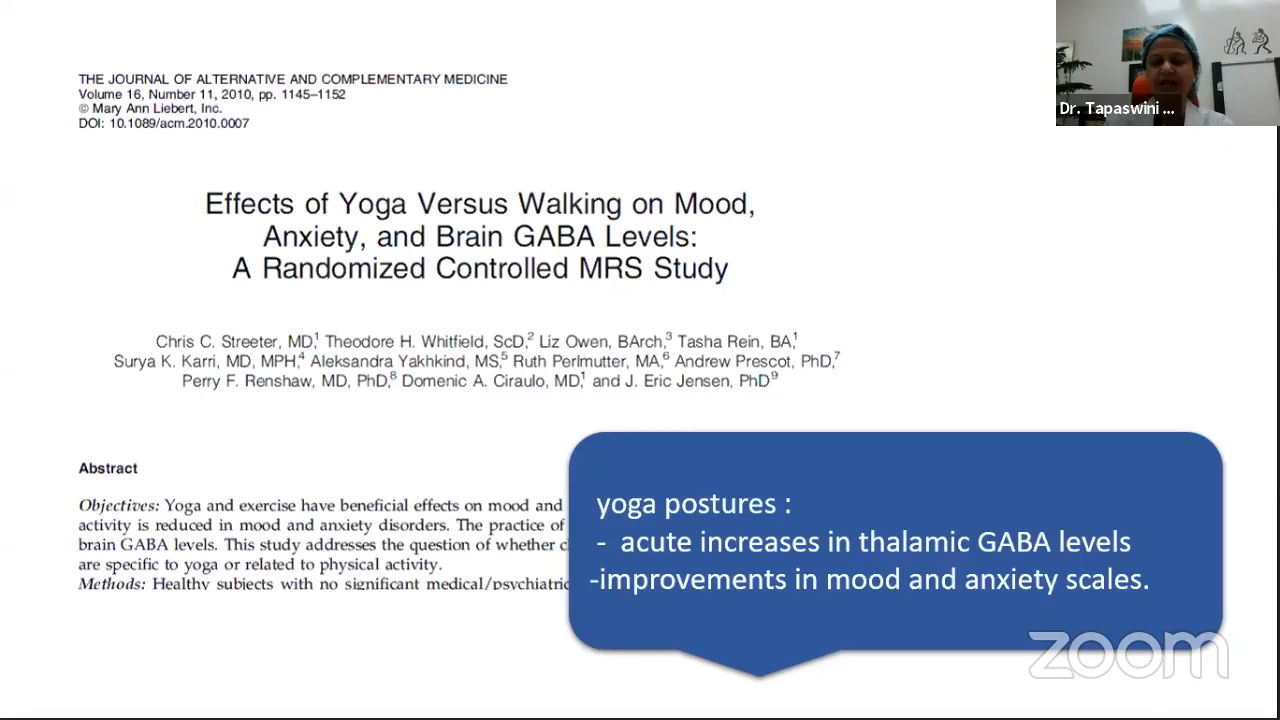 THE JOURNAL OF ALTERNATIVE AND COMPLEMENTARY MEDICINE
Volume 16, Number 11, 2010, pp. 1145–1152
© Mary Ann Liebert, Inc.
DOI: 10.1089/acm.2010.0007
Dr. Tapaswini ...
Effects of Yoga Versus Walking on Mood,
Anxiety, and Brain GABA Levels:
A Randomized Controlled MRS Study
Chris C. Streeter, MD,1 Theodore H. Whitfield, ScD,2 Liz Owen, BArch,3 Tasha Rein, BA,1
Surya K. Karri, MD, MPH,4 Aleksandra Yakhkind, MS,5 Ruth Perlmutter, MA,6 Andrew Prescot, PhD,7
Perry F. Renshaw, MD, PhD,8 Domenic A. Ciraulo, MD,1 and J. Eric Jensen, PhD9
Abstract
Objectives: Yoga and exercise have beneficial effects on mood and
activity is reduced in mood and anxiety disorders. The practice of
brain GABA levels. This study addresses the question of whether
are specific to yoga or related to physical activity.
Methods: Healthy subjects with no significant
yoga postures :
- acute increases in thalamic GABA levels
-improvements in mood and anxiety scales.
zoom